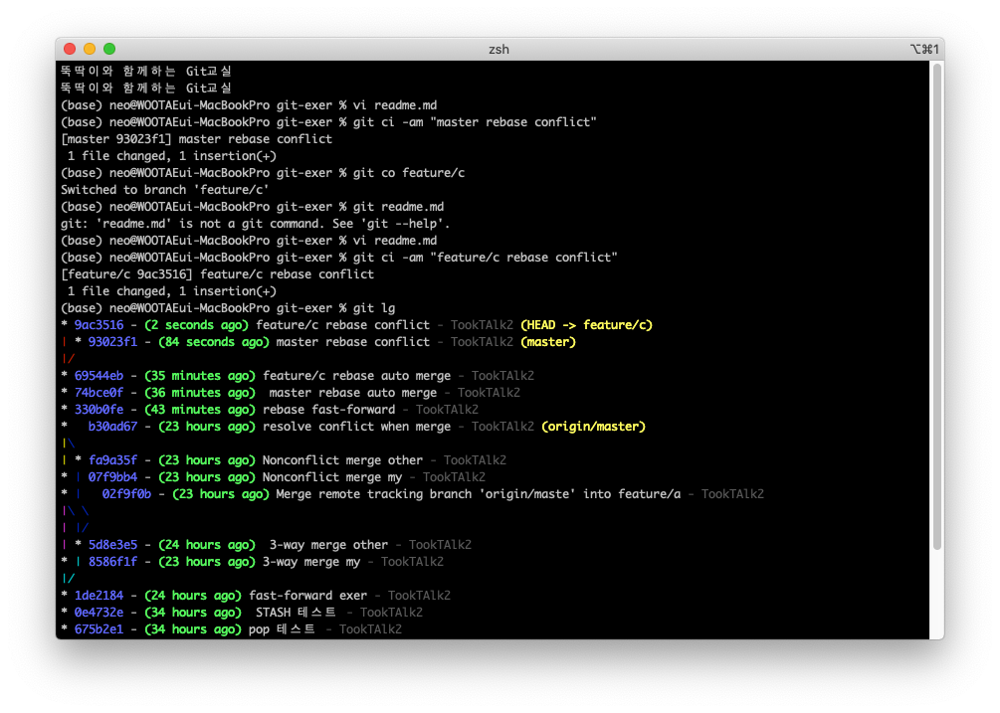 zsh
⌥⌘1
뚝딱이와 함께하는 Git교실
뚝딱이와 함께하는 Git교실
(base) neo@WOOTAEui-MacBookPro git-exer % vi readme.md
(base) neo@WOOTAEui-MacBookPro git-exer % git ci -am "master rebase conflict"
[master 93023f1] master rebase conflict
 1 file changed, 1 insertion(+)
(base) neo@WOOTAEui-MacBookPro git-exer % git co feature/c
Switched to branch 'feature/c'
(base) neo@WOOTAEui-MacBookPro git-exer % git readme.md
git: 'readme.md' is not a git command. See 'git --help'.
(base) neo@WOOTAEui-MacBookPro git-exer % vi readme.md
(base) neo@WOOTAEui-MacBookPro git-exer % git ci -am "feature/c rebase conflict"
[feature/c 9ac3516] feature/c rebase conflict
 1 file changed, 1 insertion(+)
(base) neo@WOOTAEui-MacBookPro git-exer % git lg
* 9ac3516 - (2 seconds ago) feature/c rebase conflict - TookTAlk2 (HEAD -> feature/c)
| * 93023f1 - (84 seconds ago) master rebase conflict - TookTAlk2 (master)
|/
* 69544eb - (35 minutes ago) feature/c rebase auto merge - TookTAlk2
* 74bce0f - (36 minutes ago)  master rebase auto merge - TookTAlk2
* 330b0fe - (43 minutes ago) rebase fast-forward - TookTAlk2
*   b30ad67 - (23 hours ago) resolve conflict when merge - TookTAlk2 (origin/master)
|\
| * fa9a35f - (23 hours ago) Nonconflict merge other - TookTAlk2
* | 07f9bb4 - (23 hours ago) Nonconflict merge my - TookTAlk2
* |   02f9f0b - (23 hours ago) Merge remote tracking branch 'origin/maste' into feature/a - TookTAlk2
|\ \
| |/
| * 5d8e3e5 - (24 hours ago)  3-way merge other - TookTAlk2
* | 8586f1f - (23 hours ago) 3-way merge my - TookTAlk2
|/
* 1de2184 - (24 hours ago) fast-forward exer - TookTAlk2
* 0e4732e - (34 hours ago)  STASH 테스트 - TookTAlk2
* 675b2e1 - (34 hours ago) pop 테스트 - TookTAlk2